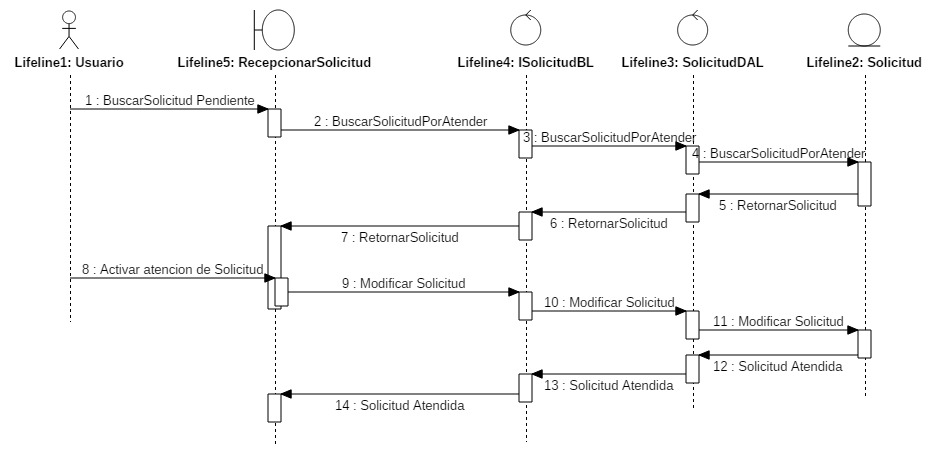 Lifeline1: Usuario
Lifeline5: RecepcionarSolicitud
Lifeline4: ISolicitudBL
Lifeline3: SolicitudDAL
Lifeline2: Solicitud
1 : BuscarSolicitud Pendiente
2 : BuscarSolicitudPorAtender
3 : BuscarSolicitudPorAtender
4 : BuscarSolicitudPorAtender
5 : RetornarSolicitud
6 : RetornarSolicitud
7 : RetornarSolicitud
8 : Activar atencion de Solicitud
9 : Modificar Solicitud
10 : Modificar Solicitud
11 : Modificar Solicitud
12 : Solicitud Atendida
13 : Solicitud Atendida
14 : Solicitud Atendida